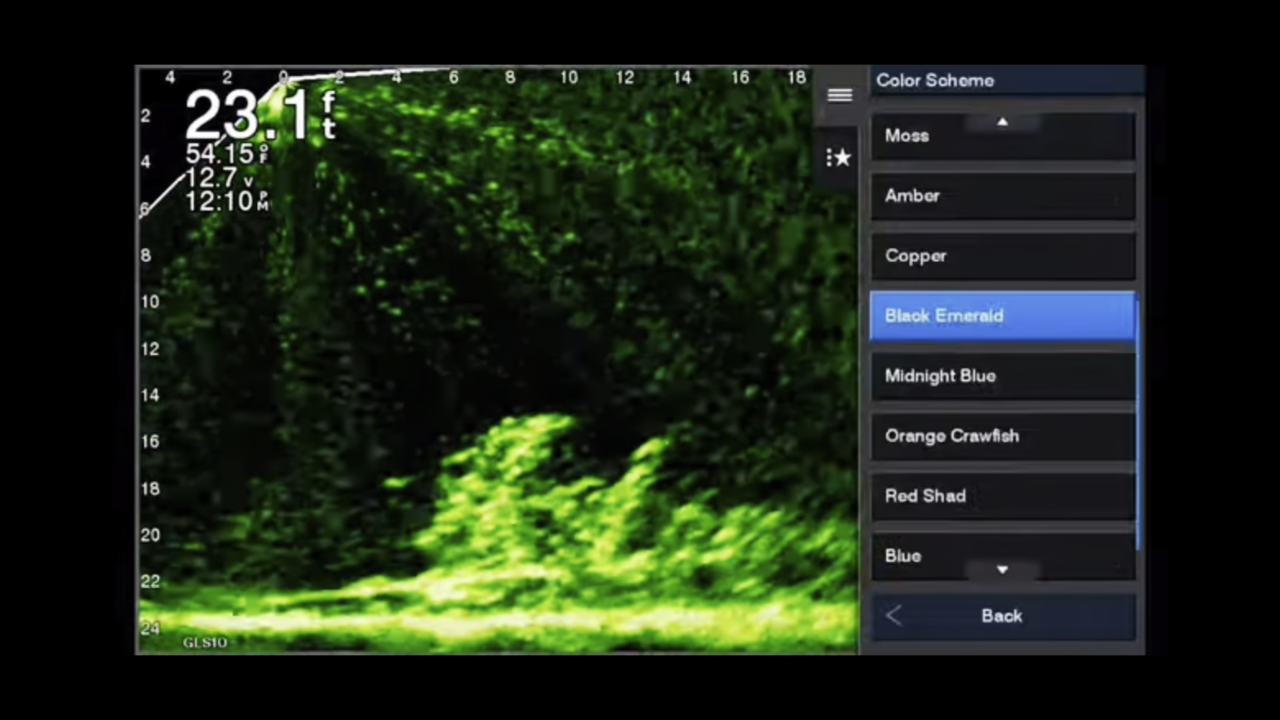 4 2 0 2 4 6 8 10 12 14 16 18
23.1 ft
54.15 °F
12.7 V
12:10 PM
2
4
6
8
10
12
14
16
18
20
22
24
GLS10
Color Scheme
Moss
Amber
Copper
Black Emerald
Midnight Blue
Orange Crawfish
Red Shad
Blue
Back